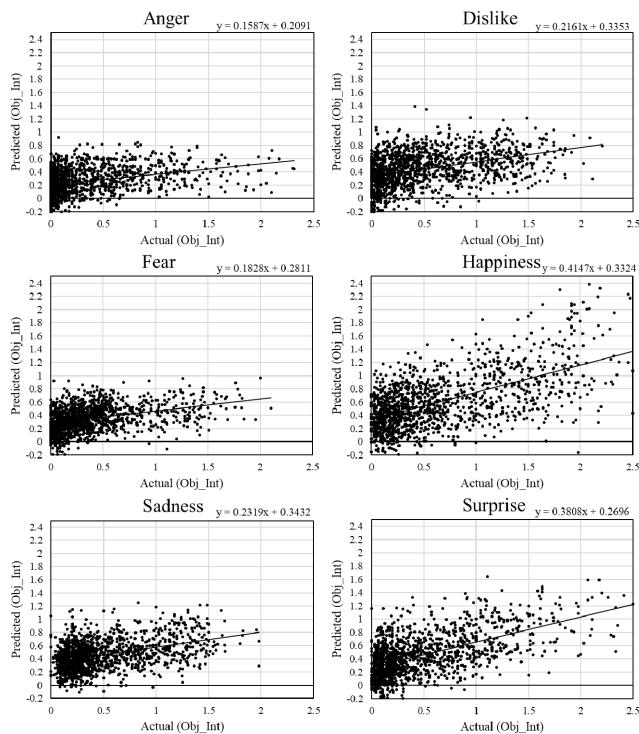 Anger
y = 0.1587x + 0.2091
Predicted (Obj_Int)
2.4
2.2
2
1.8
1.6
1.4
1.2
1
0.8
0.6
0.4
0.2
0
-0.2
0 0.5 1 1.5 2 2.5
Actual (Obj_Int)
Dislike
y = 0.2161x + 0.3353
Predicted (Obj_Int)
2.4
2.2
2
1.8
1.6
1.4
1.2
1
0.8
0.6
0.4
0.2
0
-0.2
0 0.5 1 1.5 2 2.5
Actual (Obj_Int)
Fear
y = 0.1828x + 0.2811
Predicted (Obj_Int)
2.4
2.2
2
1.8
1.6
1.4
1.2
1
0.8
0.6
0.4
0.2
0
-0.2
0 0.5 1 1.5 2 2.5
Actual (Obj_Int)
Happiness
y = 0.4147x + 0.3324
Predicted (Obj_Int)
2.4
2.2
2
1.8
1.6
1.4
1.2
1
0.8
0.6
0.4
0.2
0
-0.2
0 0.5 1 1.5 2 2.5
Actual (Obj_Int)
Sadness
y = 0.2319x + 0.3432
Predicted (Obj_Int)
2.4
2.2
2
1.8
1.6
1.4
1.2
1
0.8
0.6
0.4
0.2
0
-0.2
0 0.5 1 1.5 2 2.5
Actual (Obj_Int)
Surprise
y = 0.3808x + 0.2696
Predicted (Obj_Int)
2.4
2.2
2
1.8
1.6
1.4
1.2
1
0.8
0.6
0.4
0.2
0
-0.2
0 0.5 1 1.5 2 2.5
Actual (Obj_Int)